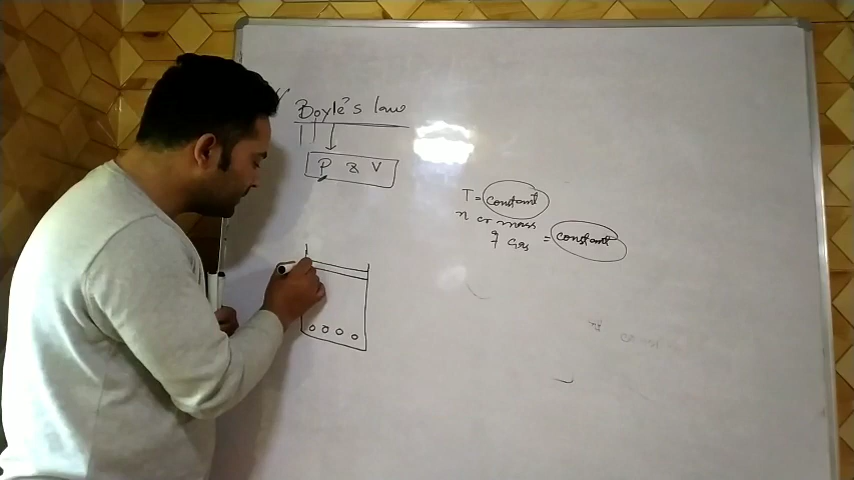 Boyle's law
P & V
T = constant
n or mass
of Gas = constant